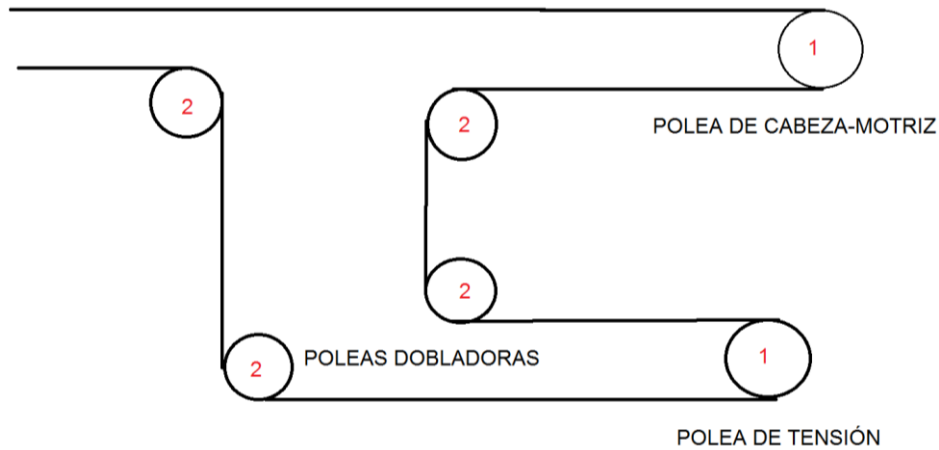 1
2
2
POLEA DE CABEZA-MOTRIZ
2
POLEAS DOBLADORAS
1
2
POLEA DE TENSIÓN